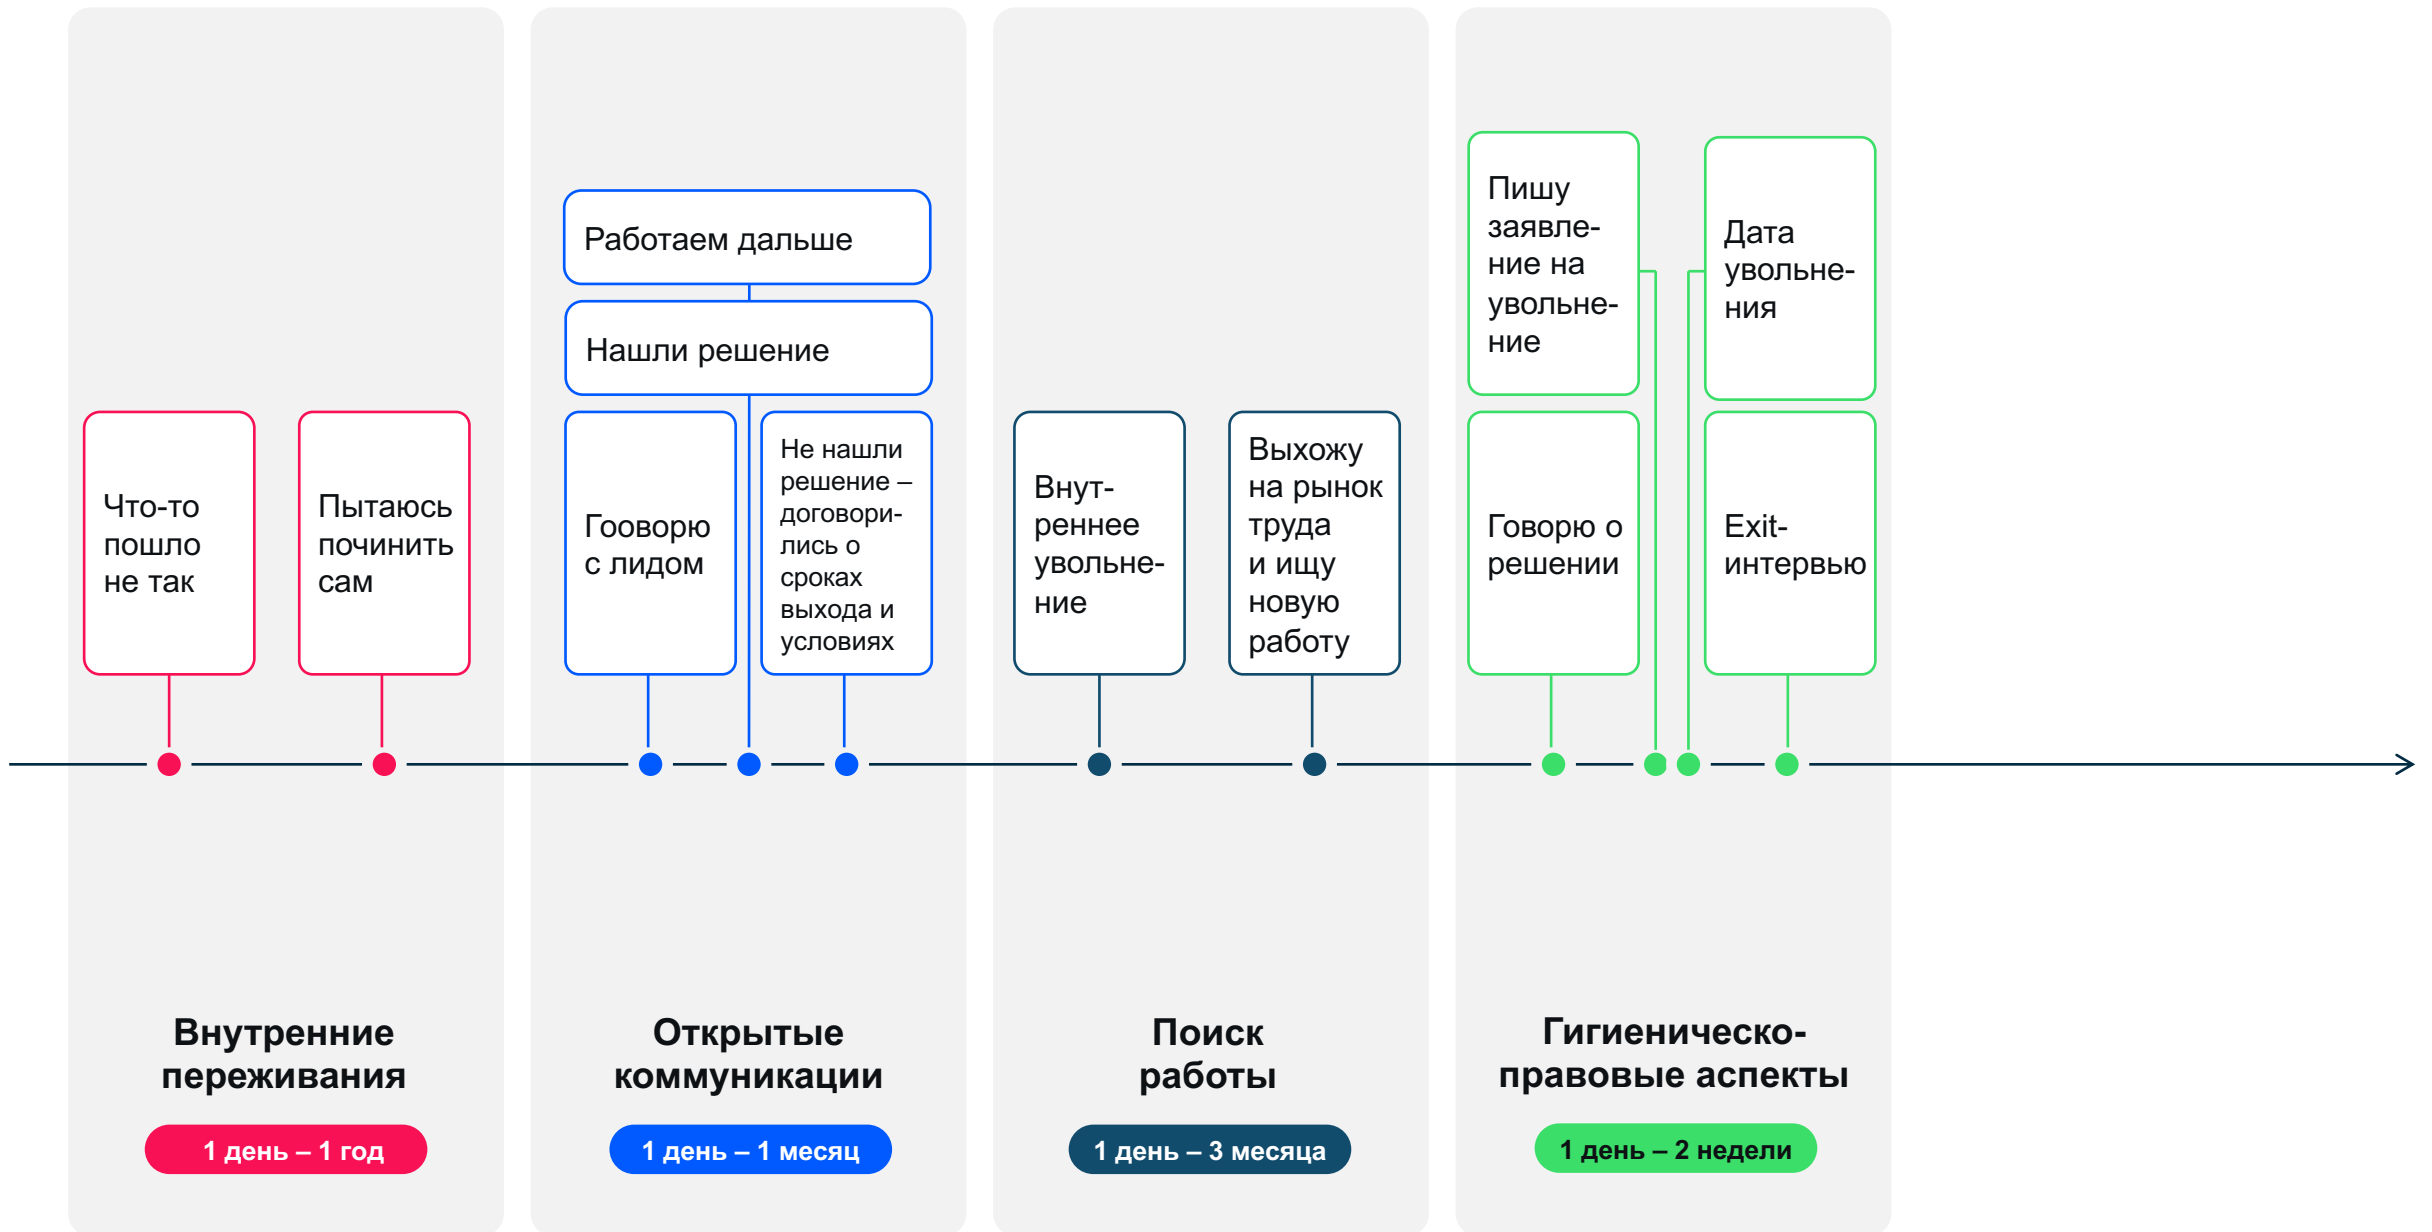 Что-то
пошло
не так
Пытаюсь
починить
сам
Внутренние
переживания
1 день – 1 год
Работаем дальше
Нашли решение
Гооворю
с лидом
Не нашли
решение –
договори-
лись о
сроках
выхода и
условиях
Открытые
коммуникации
1 день – 1 месяц
Внут-
реннее
увольне-
ние
Выхожу
на рынок
труда
и ищу
новую
работу
Поиск
работы
1 день – 3 месяца
Пишу
заявле-
ние на
увольне-
ние
Дата
увольне-
ния
Говорю о
решении
Exit-
интервью
Гигиеническо-
правовые аспекты
1 день – 2 недели